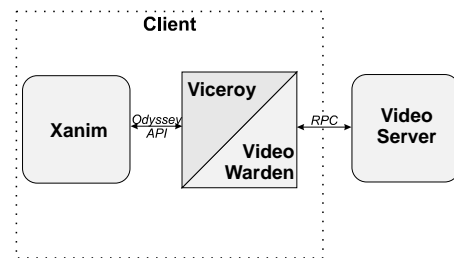 Client
Xanim
Odyssey
API
Viceroy
Video
Warden
RPC
Video
Server